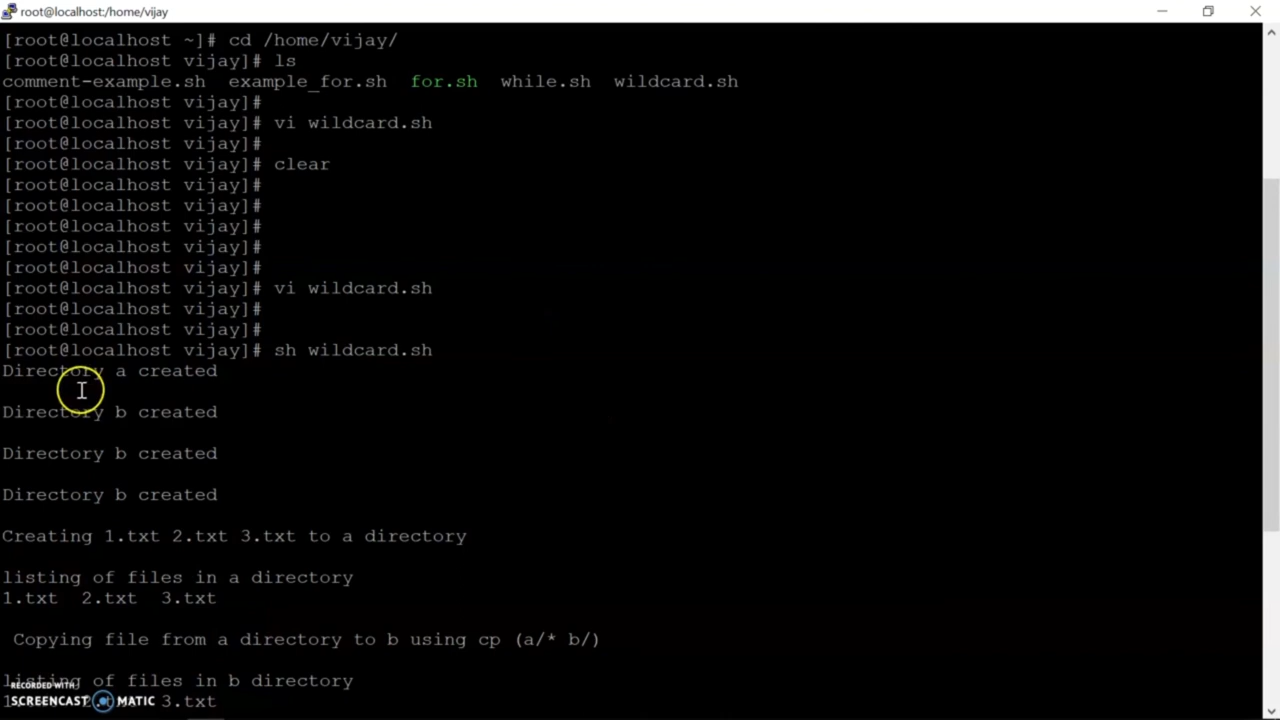 root@localhost:/home/vijay
[root@localhost ~]# cd /home/vijay/
[root@localhost vijay]# ls
comment-example.sh  example_for.sh  for.sh  while.sh  wildcard.sh
[root@localhost vijay]#
[root@localhost vijay]# vi wildcard.sh
[root@localhost vijay]#
[root@localhost vijay]# clear
[root@localhost vijay]#
[root@localhost vijay]#
[root@localhost vijay]#
[root@localhost vijay]#
[root@localhost vijay]#
[root@localhost vijay]# vi wildcard.sh
[root@localhost vijay]#
[root@localhost vijay]#
[root@localhost vijay]# sh wildcard.sh
Directory a created
Directory b created
Directory b created
Directory b created
Creating 1.txt 2.txt 3.txt to a directory
listing of files in a directory
1.txt  2.txt  3.txt
Copying file from a directory to b using cp (a/* b/)
listing of files in b directory
3.txt
RECORDED WITH
SCREENCAST MATIC